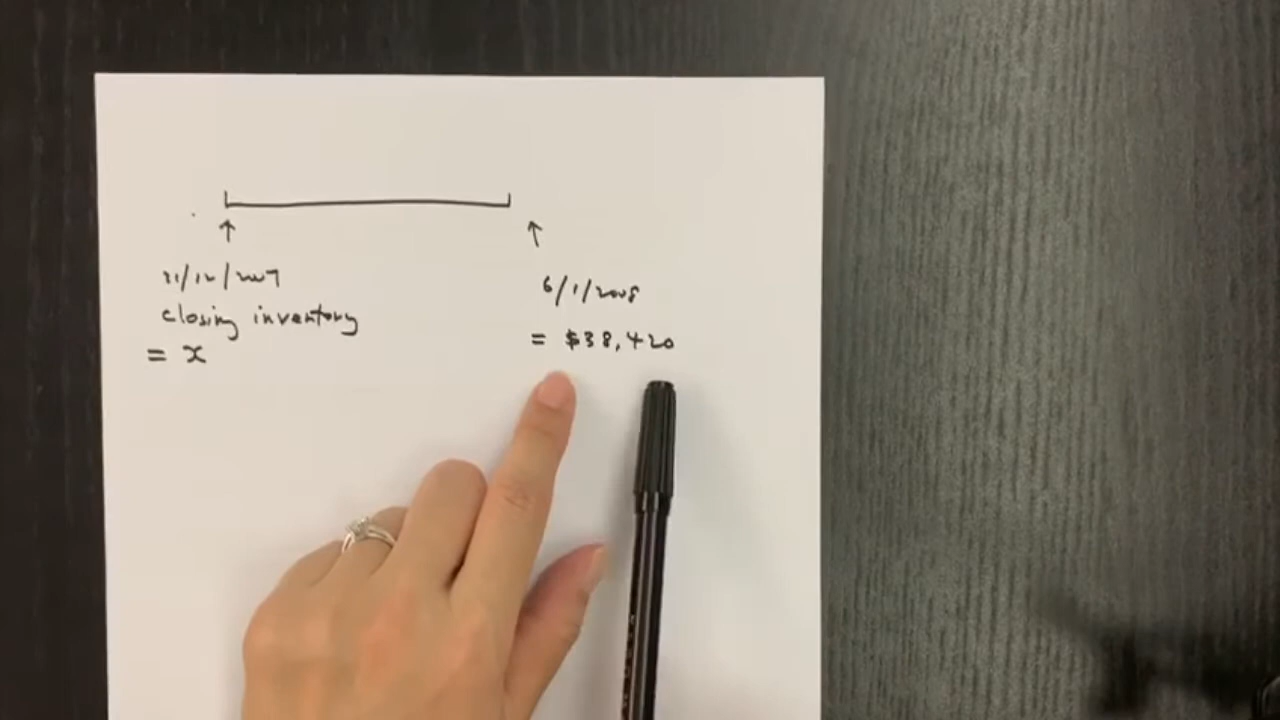 31/12/2007
closing inventory
= x
6/1/2008
= $38,420